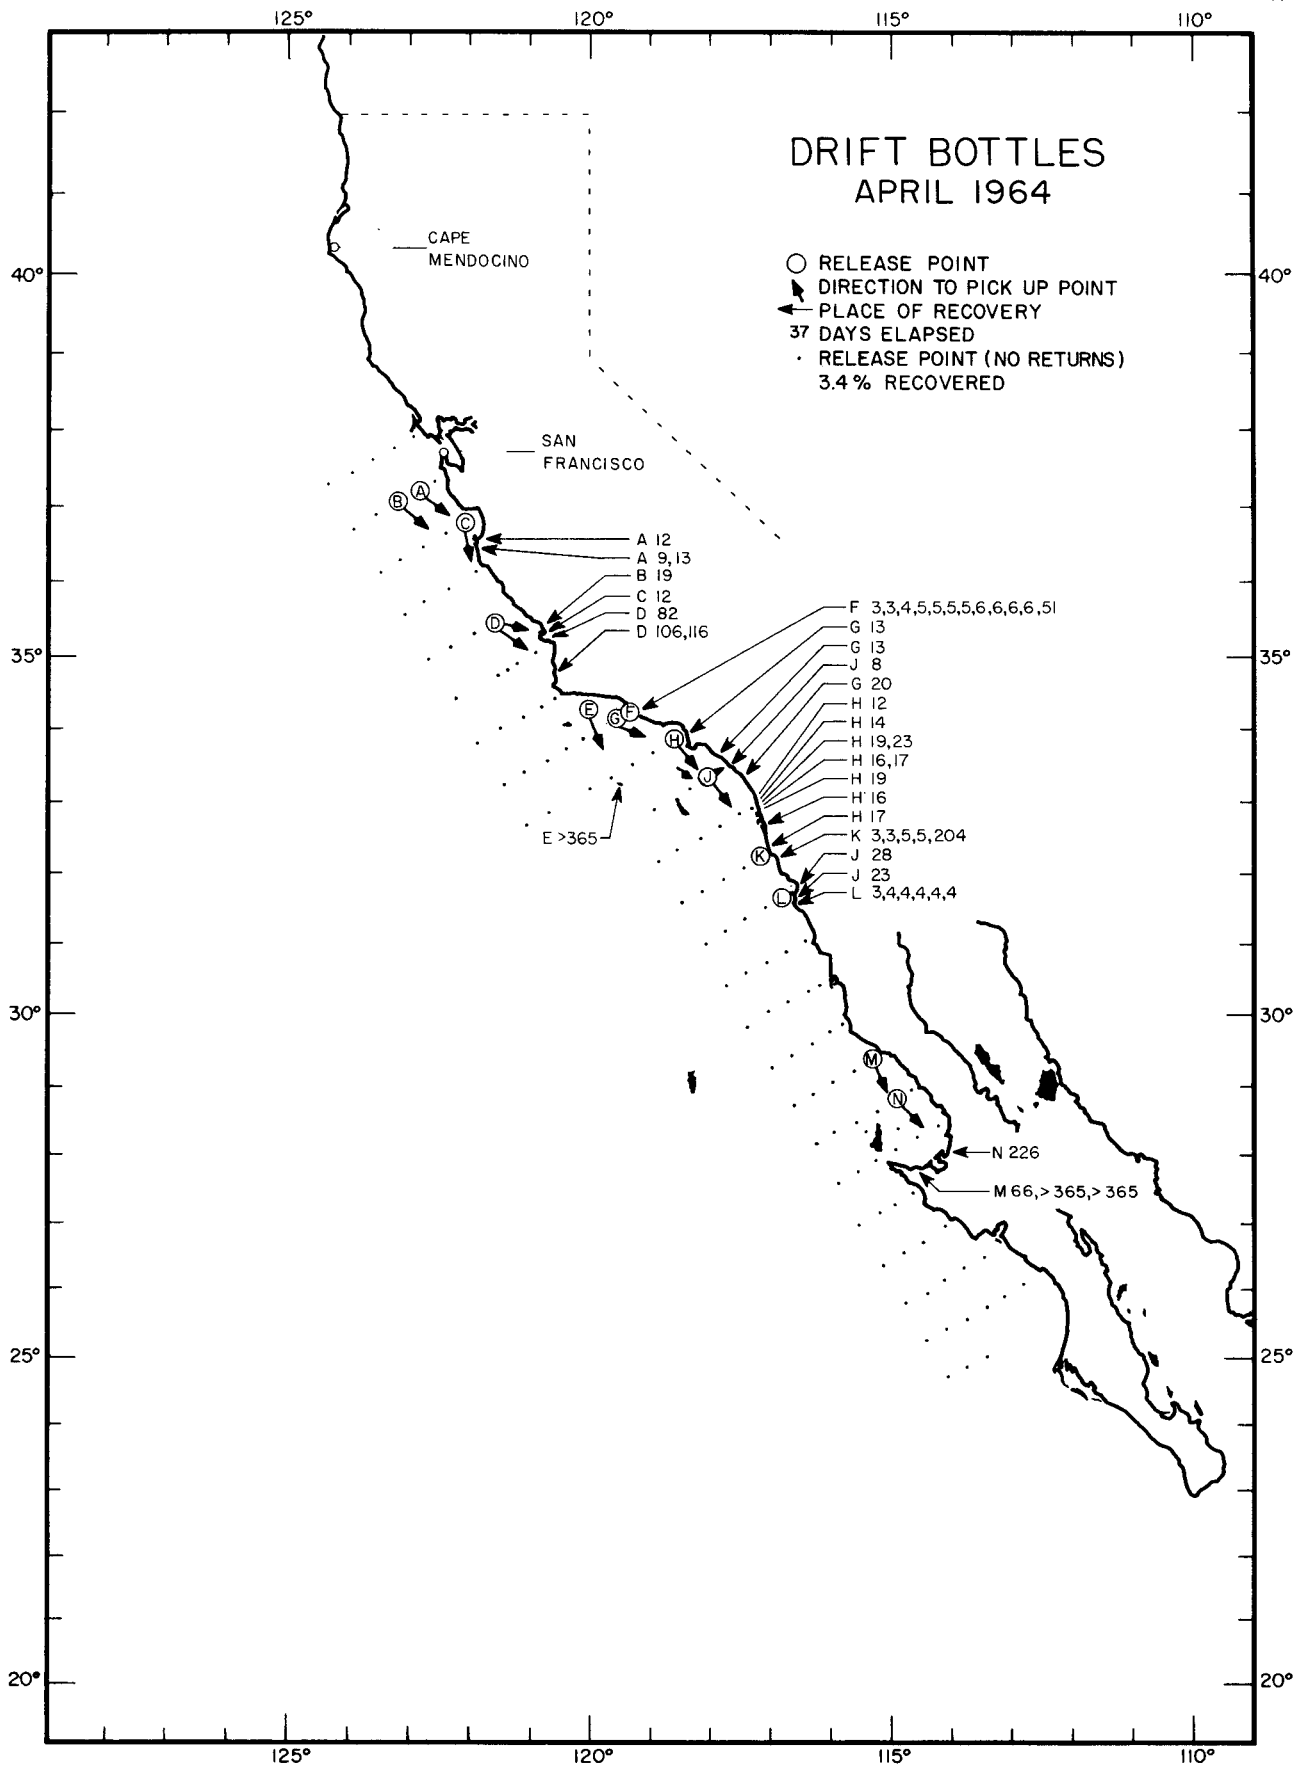 125° 120° 115° 110°
DRIFT BOTTLES
APRIL 1964
RELEASE POINT
DIRECTION TO PICK UP POINT
PLACE OF RECOVERY
37 DAYS ELAPSED
RELEASE POINT (NO RETURNS)
3.4% RECOVERED
CAPE
MENDOCINO
40° 40°
SAN
FRANCISCO
A
B
C
A 12
A 9,13
B 19
C 12
D 82
D 106,116
D
35° 35°
F 3,3,4,5,5,5,5,6,6,6,6,51
G 13
G 13
J 8
G 20
H 12
H 14
H 19,23
H 16,17
H 19
H 16
H 17
K 3,3,5,5,204
J 28
J 23
L 3,4,4,4,4,4
E
G
F
H
J
E >365
K
L
30° 30°
M
N
N 226
M 66,>365,>365
25° 25°
20° 20°
125° 120° 115° 110°